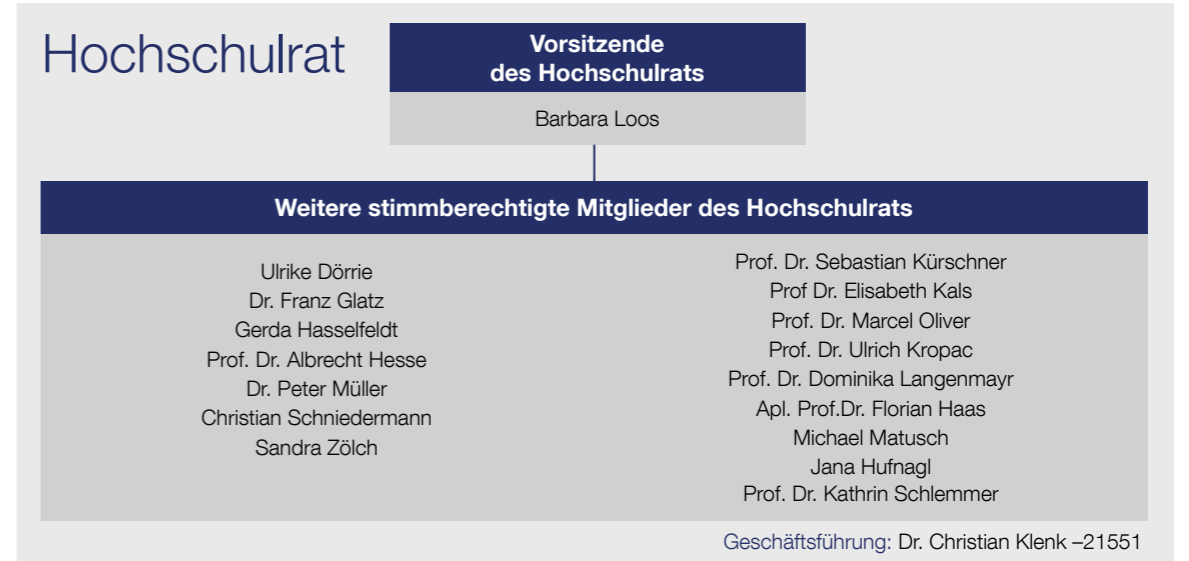 Hochschulrat
Vorsitzende
des Hochschulrats
Barbara Loos
Weitere stimmberechtigte Mitglieder des Hochschulrats
Ulrike Dörrie
Dr. Franz Glatz
Gerda Hasselfeldt
Prof. Dr. Albrecht Hesse
Dr. Peter Müller
Christian Schniedermann
Sandra Zölch
Prof. Dr. Sebastian Kürschner
Prof Dr. Elisabeth Kals
Prof. Dr. Marcel Oliver
Prof. Dr. Ulrich Kropac
Prof. Dr. Dominika Langenmayr
Apl. Prof.Dr. Florian Haas
Michael Matusch
Jana Hufnagl
Prof. Dr. Kathrin Schlemmer
Geschäftsführung: Dr. Christian Klenk –21551